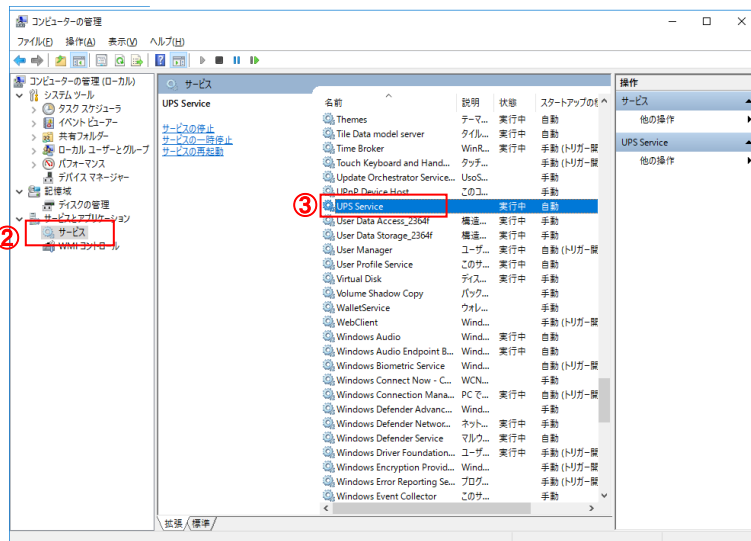 コンピューターの管理
ファイル(F) 操作(A) 表示(V) ヘルプ(H)
コンピューターの管理 (ローカル)
システム ツール
タスク スケジューラ
イベント ビューアー
共有フォルダー
ローカル ユーザーとグループ
パフォーマンス
デバイス マネージャー
記憶域
ディスクの管理
サービスとアプリケーション
② サービス
WMI コントロール
サービス
UPS Service
サービスの停止
サービスの一時停止
サービスの再起動
名前 説明 状態 スタートアップの種
Themes テーマ... 実行中 自動
Tile Data model server タイル... 実行中 自動
Time Broker WinR... 実行中 手動 (トリガー開
Touch Keyboard and Hand... タッチ... 手動 (トリガー開
Update Orchestrator Service... UsoS... 手動
UPnP Device Host このコ... 手動
③ UPS Service 実行中 自動
User Data Access_2364f 構造... 実行中 手動
User Data Storage_2364f 構造... 実行中 手動
User Manager ユーザ... 実行中 自動 (トリガー開
User Profile Service このサ... 実行中 自動
Virtual Disk ディス... 実行中 手動
Volume Shadow Copy バック... 手動
WalletService ウォレ... 手動
WebClient Wind... 手動 (トリガー開
Windows Audio Wind... 実行中 自動
Windows Audio Endpoint B... Wind... 実行中 自動
Windows Biometric Service Wind... 自動 (トリガー開
Windows Connect Now - C... WCN... 手動
Windows Connection Mana... PC で... 実行中 自動 (トリガー開
Windows Defender Advanc... Wind... 手動
Windows Defender Networ... ネット... 実行中 手動
Windows Defender Service マルウ... 実行中 自動
Windows Driver Foundation... ユーザ... 実行中 手動 (トリガー開
Windows Encryption Provid... Wind... 手動 (トリガー開
Windows Error Reporting Se... プログ... 手動 (トリガー開
Windows Event Collector このサ... 手動
拡張 標準
操作
サービス
他の操作
UPS Service
他の操作